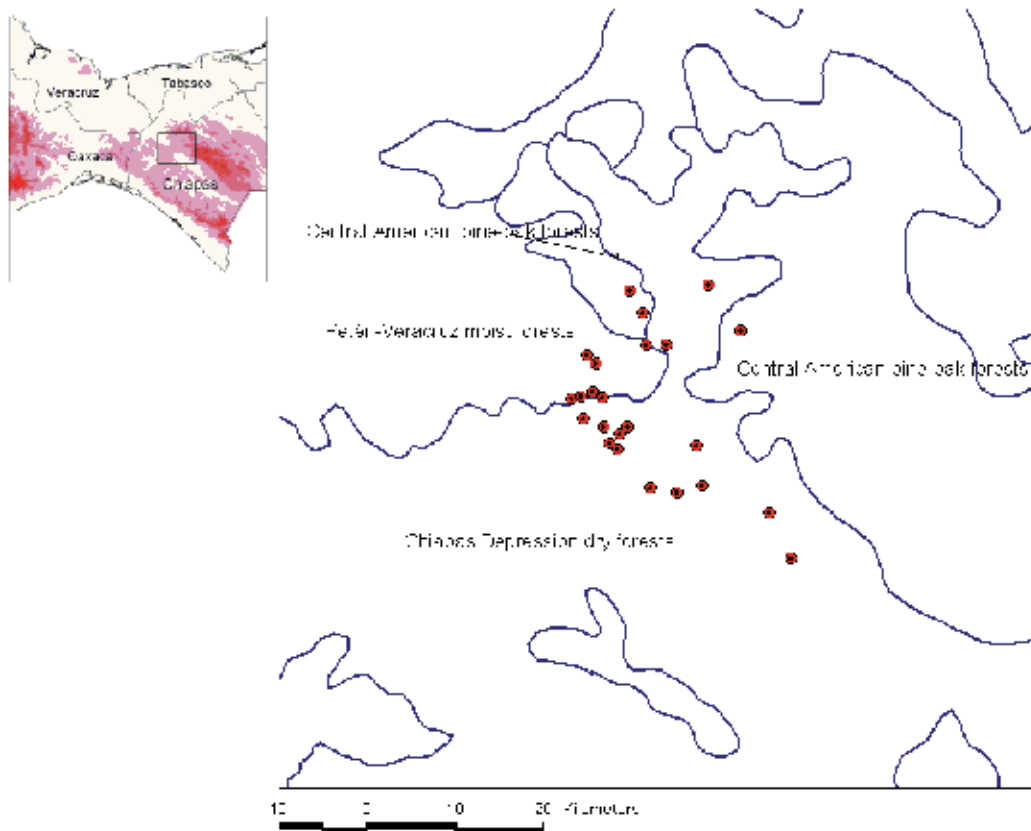 Veracruz
Tabasco
Oaxaca
Chiapas
Central American pine-oak forests
Petén-Veracruz moist forests
Central American pine-oak forests
Chiapas Depression dry forests
10 0 10 20 Kilometers